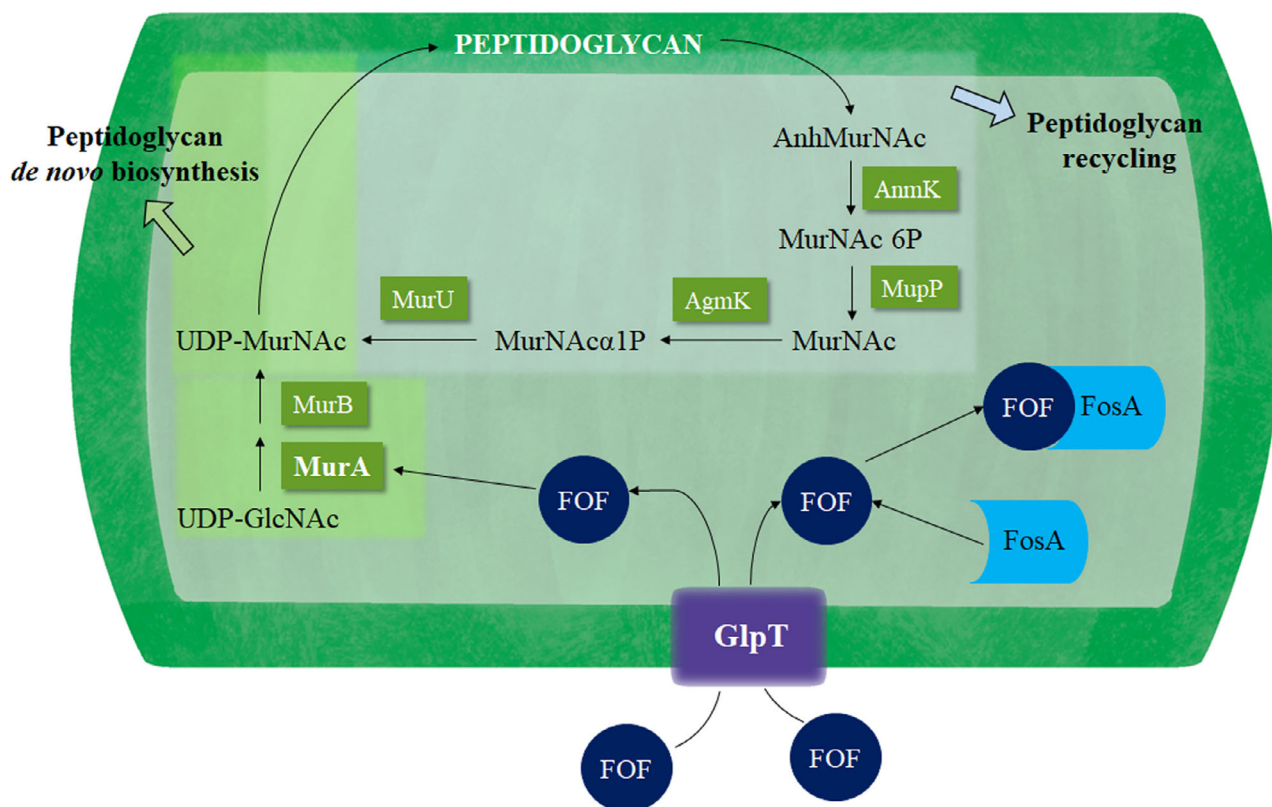 PEPTIDOGLYCAN
Peptidoglycan
de novo biosynthesis
Peptidoglycan
recycling
AnhMurNAc
AnmK
MurNAc 6P
MupP
MurU
AgmK
UDP-MurNAc
MurNAcα1P
MurNAc
MurB
MurA
UDP-GlcNAc
FOF
FOF
FOF
FosA
FosA
GlpT
FOF
FOF